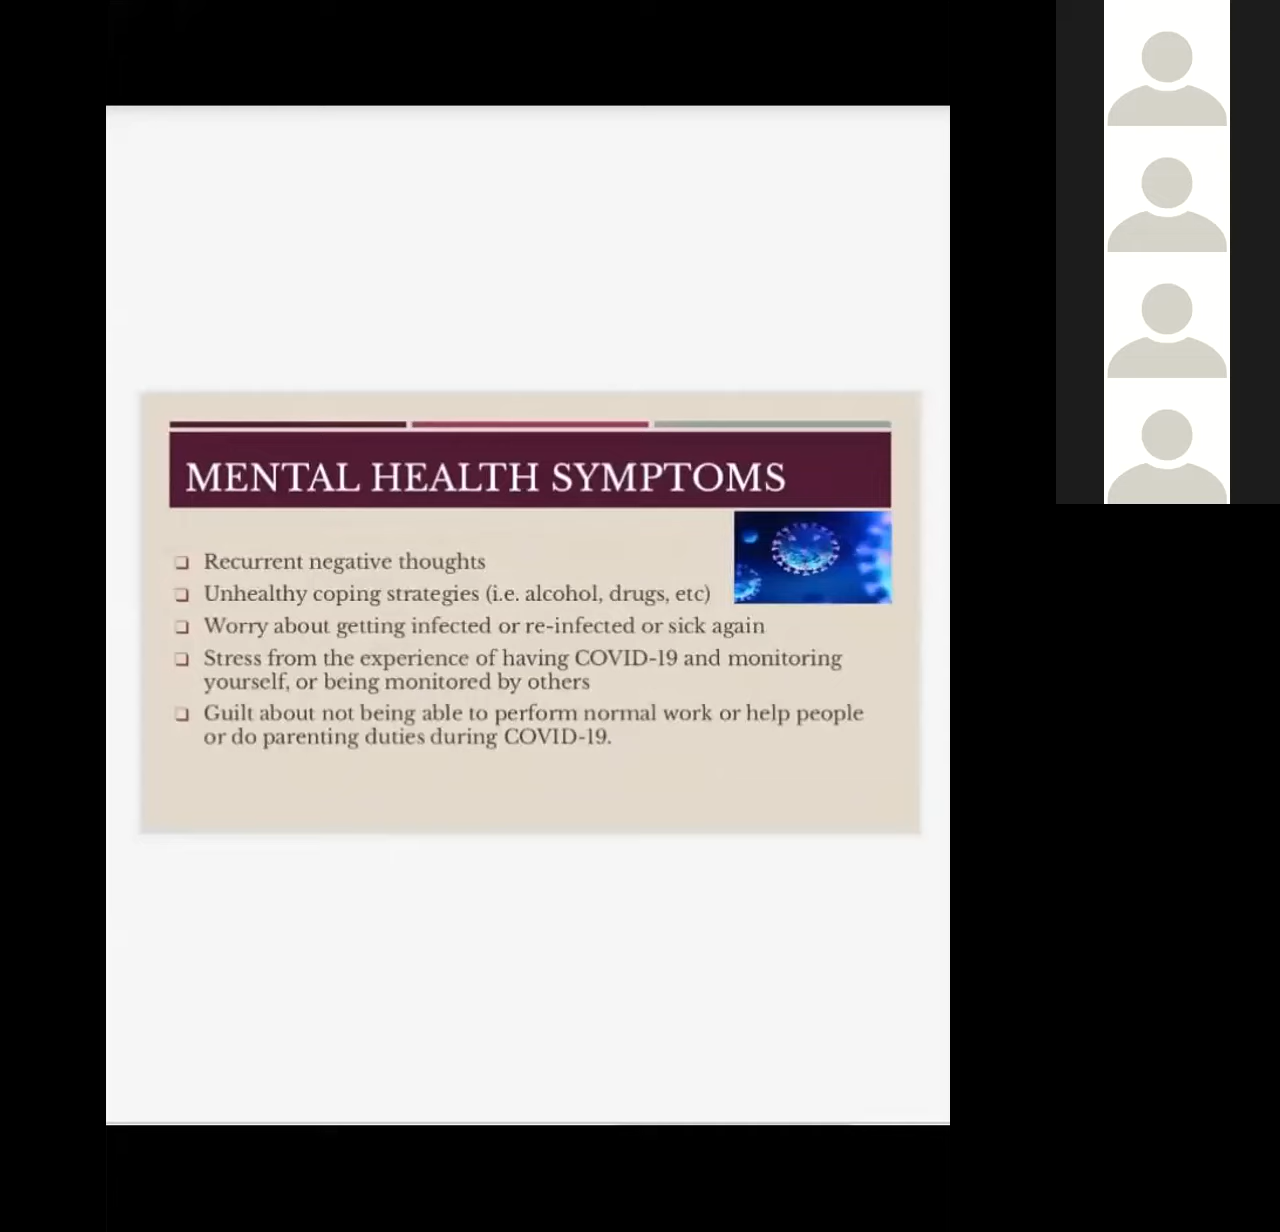 MENTAL HEALTH SYMPTOMS
Recurrent negative thoughts
Unhealthy coping strategies (i.e. alcohol, drugs, etc)
Worry about getting infected or re-infected or sick again
Stress from the experience of having COVID-19 and monitoring
yourself, or being monitored by others
Guilt about not being able to perform normal work or help people
or do parenting duties during COVID-19.